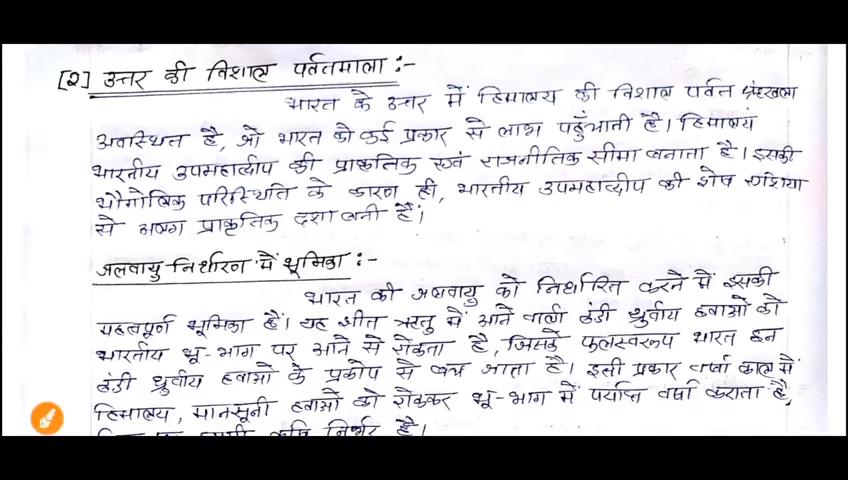 [२] उत्तर की विशाल पर्वतमाला :-
भारत के उत्तर में हिमालय की विशाल पर्वत श्रृंखला
अवस्थित है, जो भारत को कई प्रकार से लाभ पहुँचाती है। हिमालय
भारतीय उपमहाद्वीप की प्राकृतिक एवं राजनीतिक सीमा बनाता है। इसकी
भौगोलिक परिस्थिति के कारण ही, भारतीय उपमहाद्वीप की शेष एशिया
से अलग प्राकृतिक दशा बनी है।
जलवायु निर्धारण में भूमिका :-
भारत की जलवायु को निर्धारित करने में इसकी
महत्वपूर्ण भूमिका है। यह शीत ऋतु में आने वाली ठंडी ध्रुवीय हवाओं को
भारतीय भू-भाग पर आने से रोकता है, जिसके फलस्वरूप भारत इन
ठंडी ध्रुवीय हवाओं के प्रकोप से बच जाता है। इसी प्रकार वर्षा काल में
हिमालय, मानसूनी हवाओं को रोककर भू-भाग में पर्याप्त वर्षा कराता है,
कृषि निर्भर है।